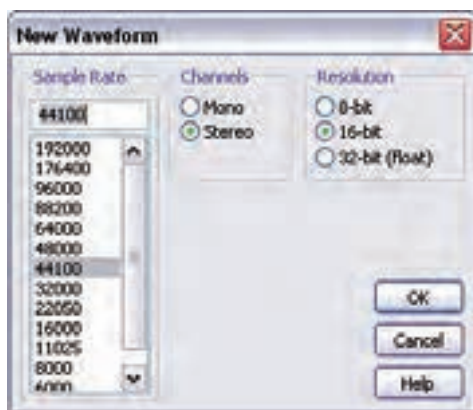 New Waveform
Sample Rate
44100
192000
176400
96000
88200
64000
48000
44100
32000
22050
16000
11025
8000
6000
Channels
Mono
Stereo
Resolution
8-bit
16-bit
32-bit (float)
OK
Cancel
Help